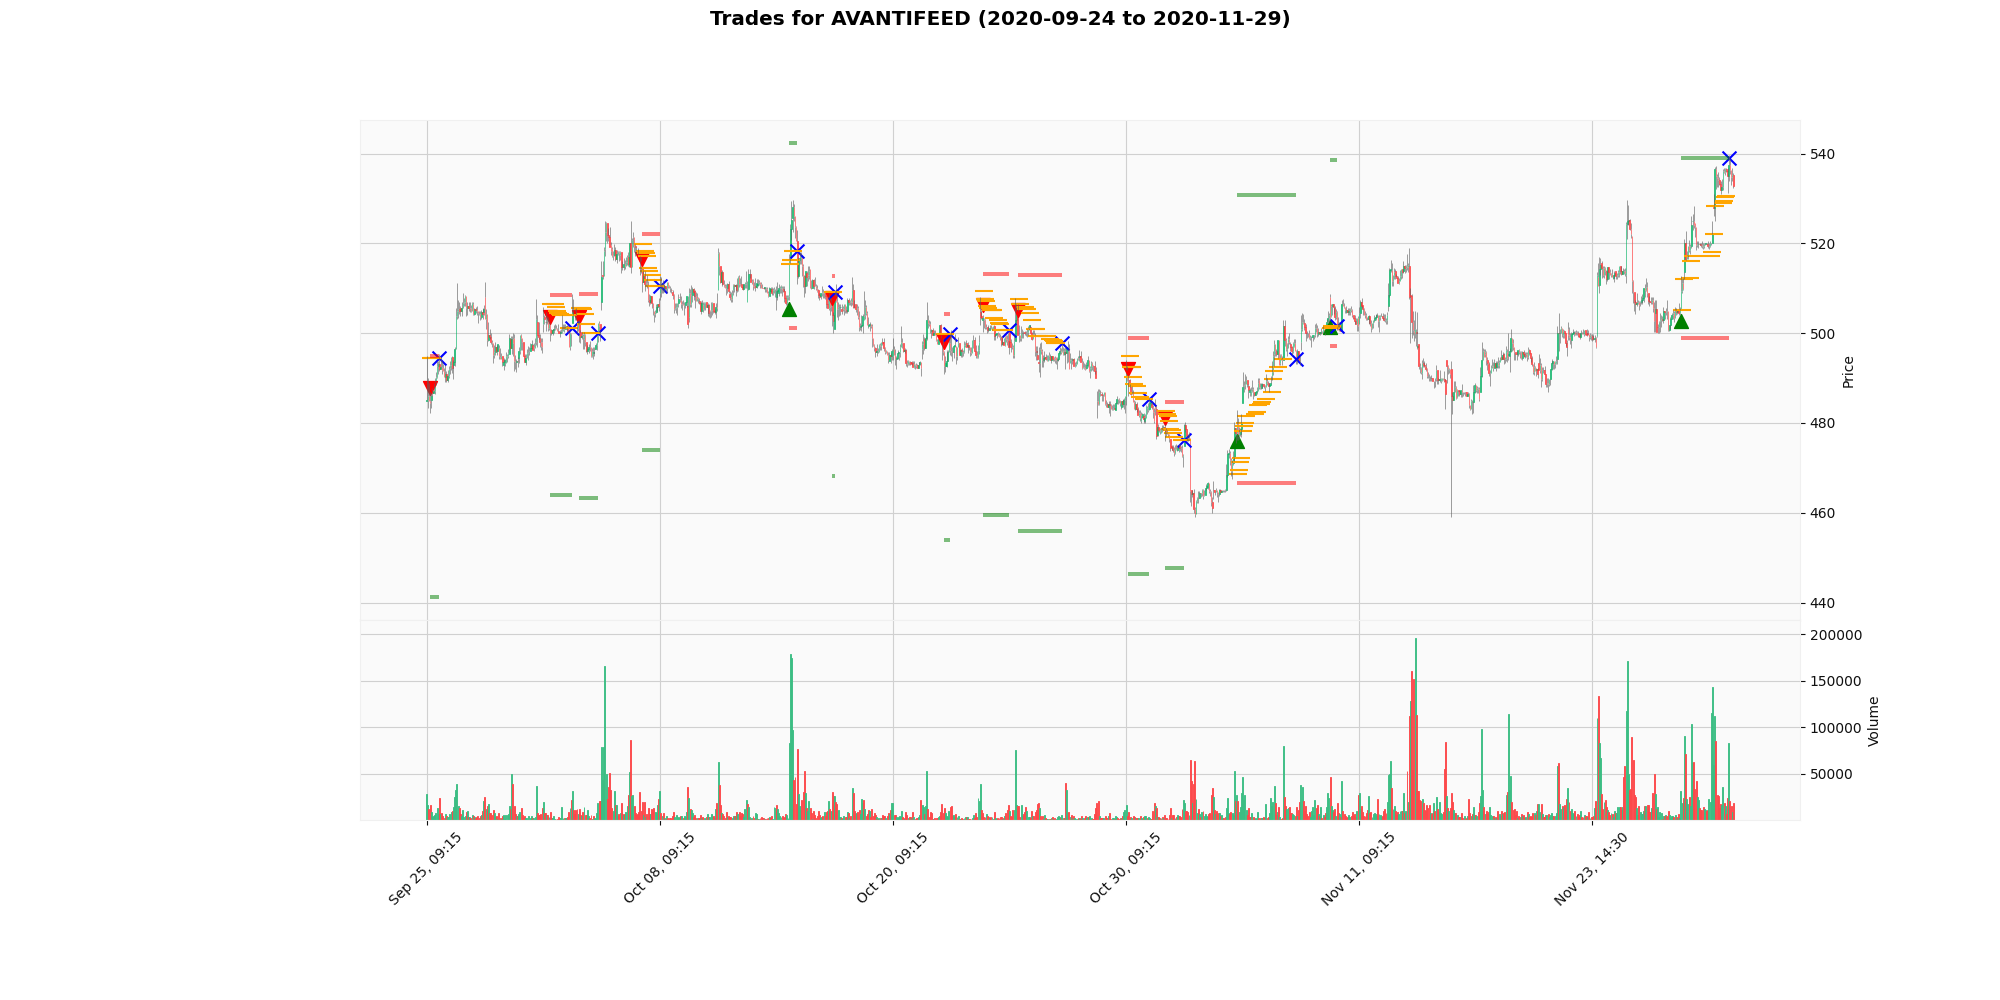 Trades for AVANTIFEED (2020-09-24 to 2020-11-29)
540
520
500
480
460
440
Price
200000
150000
100000
50000
Volume
Sep 25, 09:15
Oct 08, 09:15
Oct 20, 09:15
Oct 30, 09:15
Nov 11, 09:15
Nov 23, 14:30